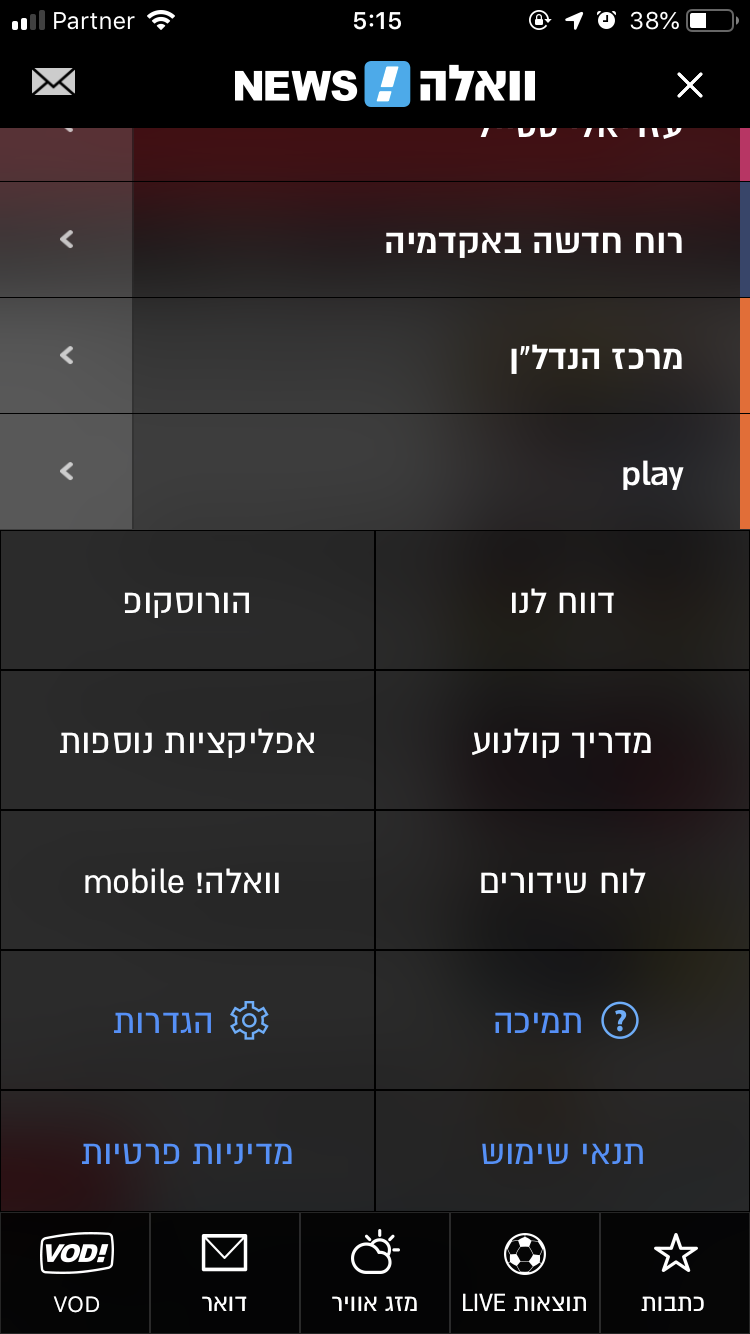 Partner 5:15 38%
וואלה! NEWS
רוח חדשה באקדמיה
מרכז הנדל"ן
play
דווח לנו
הורוסקופ
מדריך קולנוע
אפליקציות נוספות
לוח שידורים
וואלה! mobile
תמיכה
הגדרות
תנאי שימוש
מדיניות פרטיות
כתבות
תוצאות LIVE
מזג אוויר
דואר
VOD!
VOD